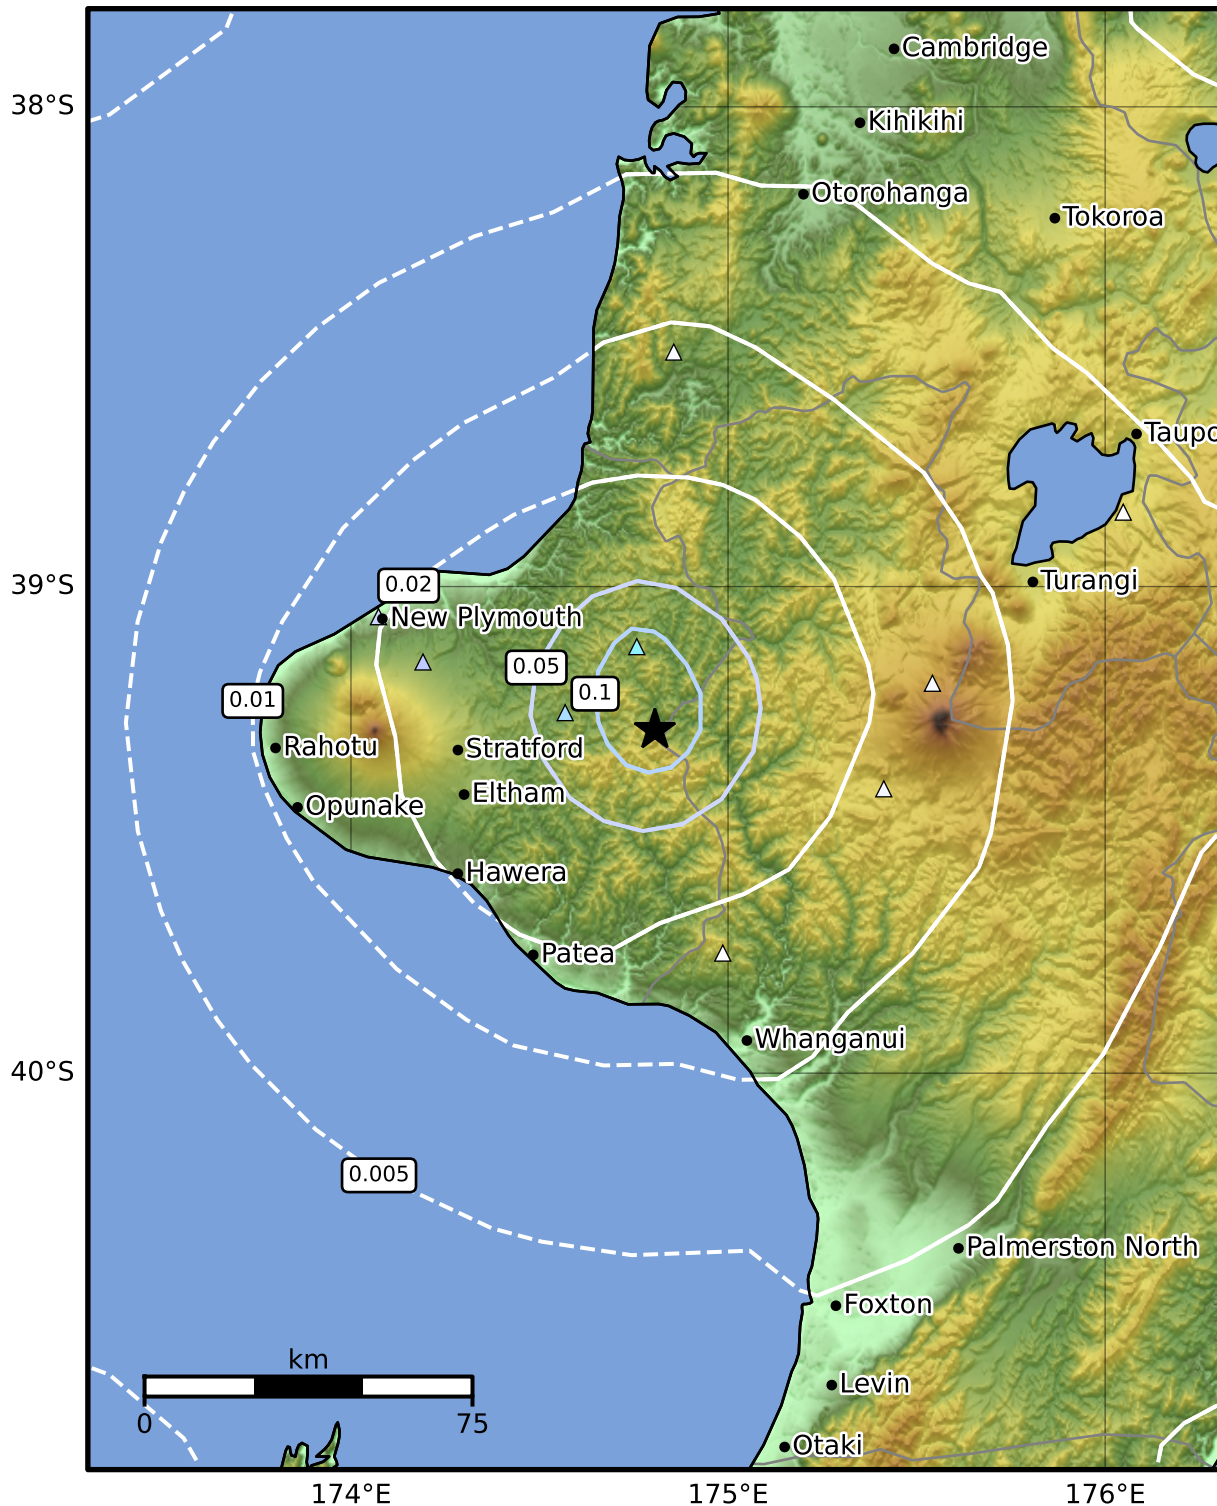 Cambridge
38°S
Kihikihi
Otorohanga
Tokoroa
Taupo
39°S
0.02
Turangi
New Plymouth
0.05
0.1
0.01
Rahotu
Stratford
Eltham
Opunake
Hawera
Patea
Whanganui
40°S
0.005
Palmerston North
Foxton
km
Levin
0
75
Otaki
174°E
175°E
176°E